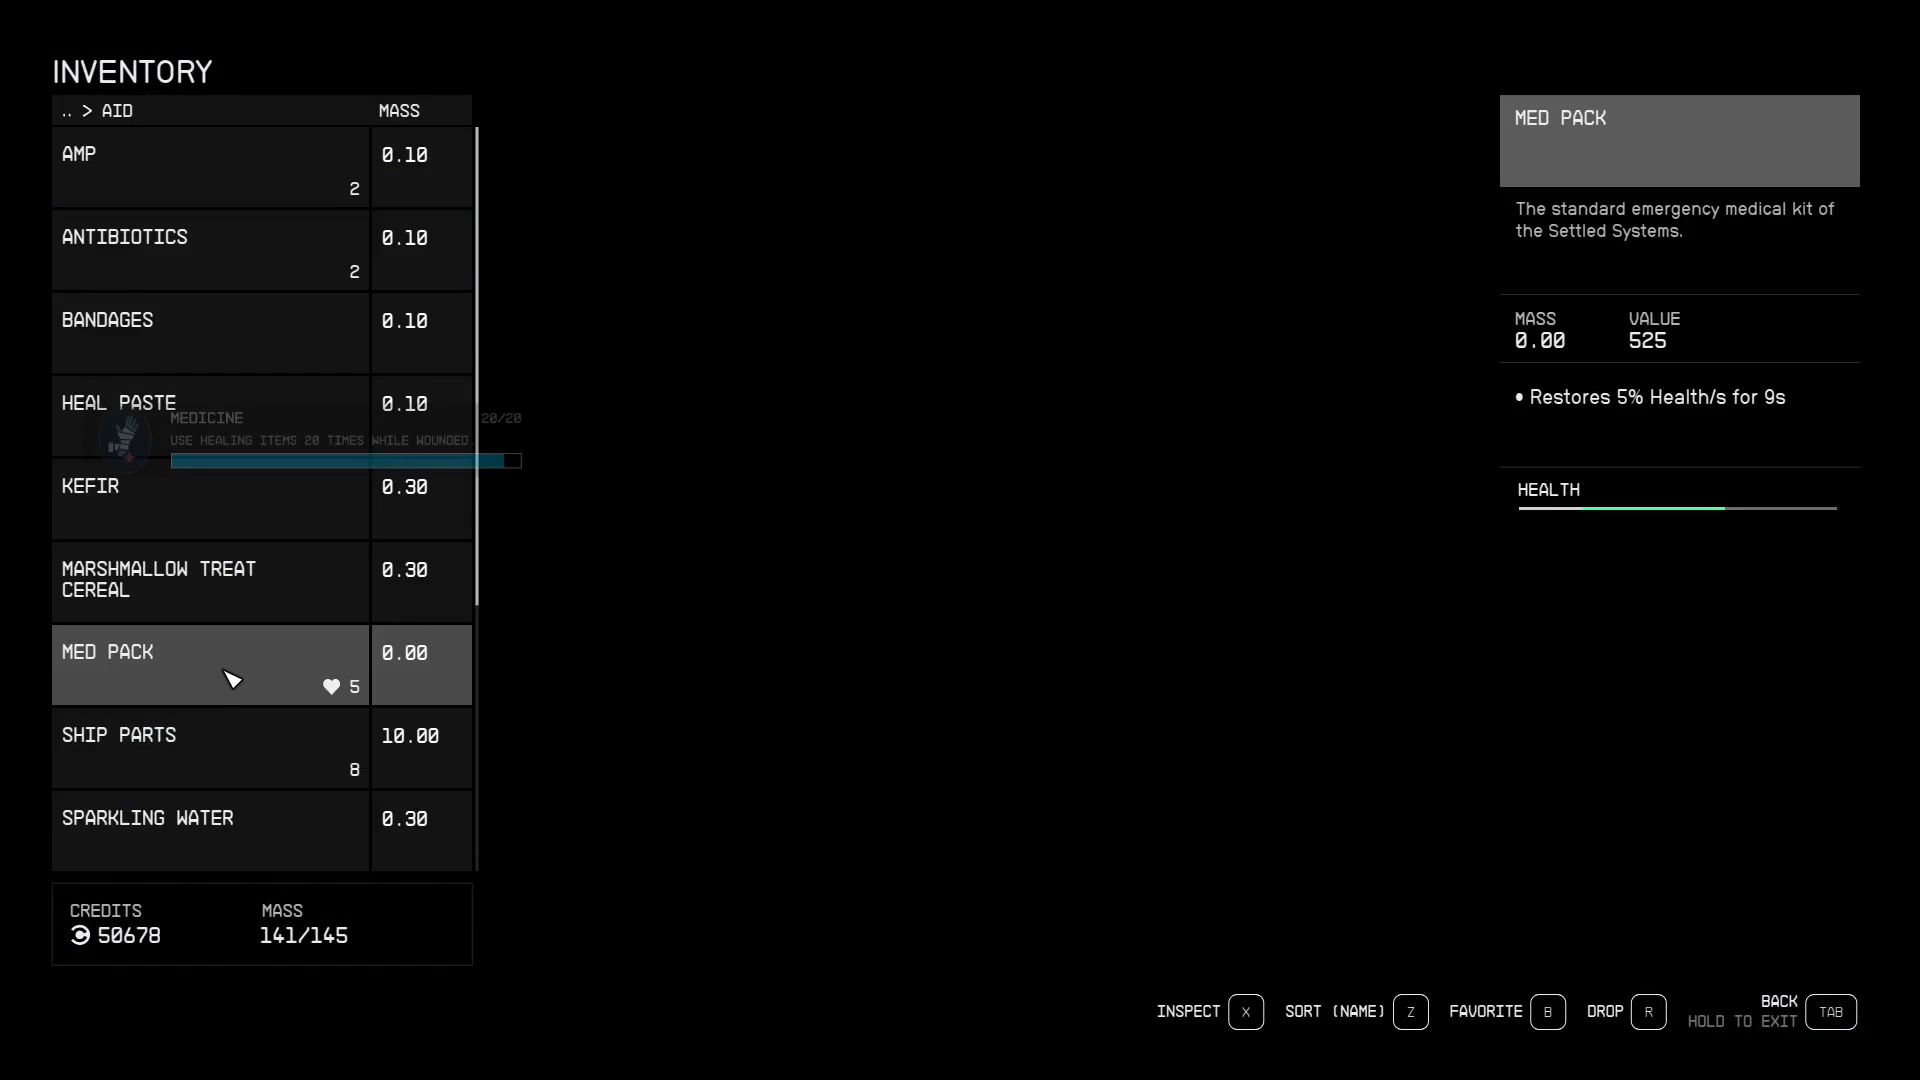 INVENTORY
.. > AID MASS
AMP 0.10
2
ANTIBIOTICS 0.10
2
BANDAGES 0.10
HEAL PASTE 0.10
MEDICINE 20/20
USE HEALING ITEMS 20 TIMES WHILE WOUNDED.
KEFIR 0.30
MARSHMALLOW TREAT CEREAL 0.30
MED PACK 0.00
5
SHIP PARTS 10.00
8
SPARKLING WATER 0.30
CREDITS MASS
50678 141/145
MED PACK
The standard emergency medical kit of
the Settled Systems.
MASS VALUE
0.00 525
• Restores 5% Health/s for 9s
HEALTH
INSPECT X SORT (NAME) Z FAVORITE B DROP R BACK TAB
HOLD TO EXIT